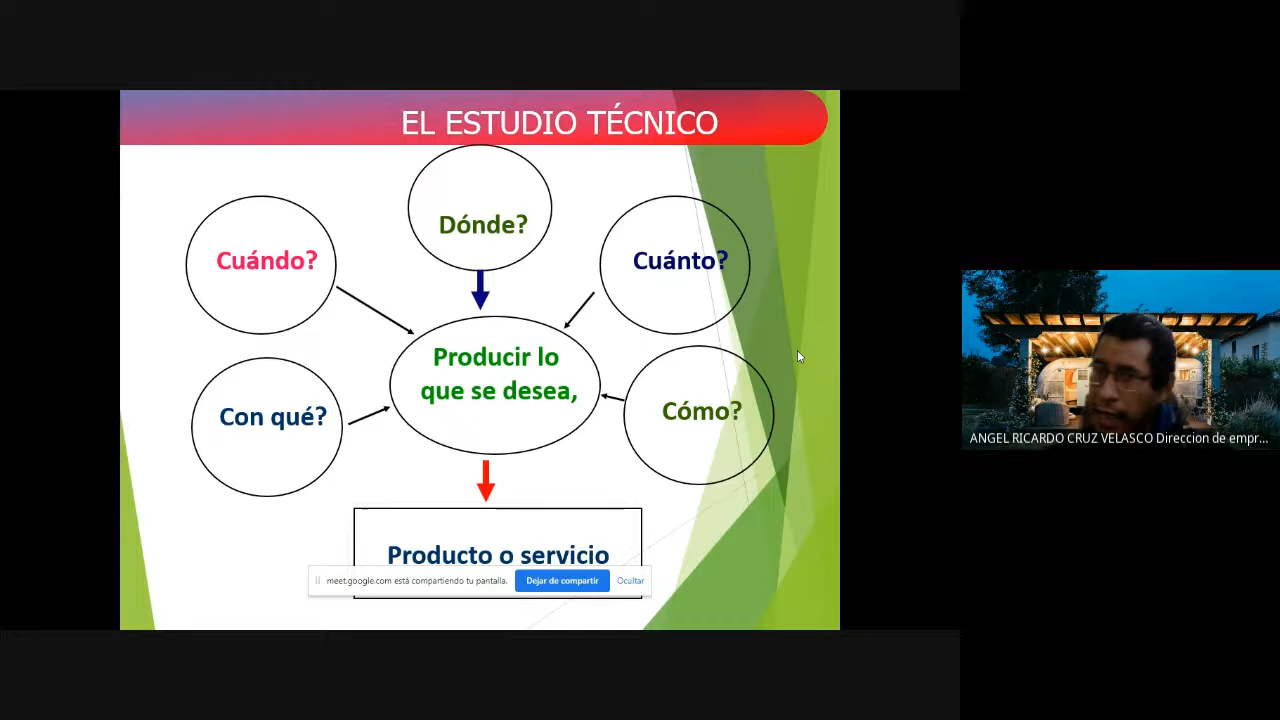 EL ESTUDIO TÉCNICO
Dónde?
Cuándo?
Cuánto?
Producir lo
que se desea,
Con qué?
Cómo?
Producto o servicio
meet.google.com está compartiendo tu pantalla.
Dejar de compartir
Ocultar
ANGEL RICARDO CRUZ VELASCO Direccion de empr...